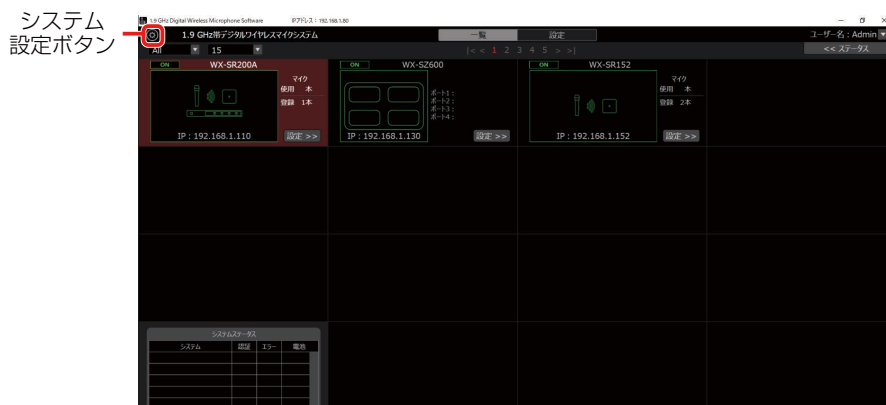 システム
設定ボタン
1.9 GHz Digital Wireless Microphone Software IPアドレス：192.168.1.80
1.9 GHz帯デジタルワイヤレスマイクシステム 一覧 設定 ユーザー名：Admin
All 15 |< < 1 2 3 4 5 > >| << ステータス
ON WX-SR200A
マイク
使用 本
登録 1本
IP：192.168.1.110 設定 >>
ON WX-SZ600
ポート1：
ポート2：
ポート3：
ポート4：
IP：192.168.1.130 設定 >>
ON WX-SR152
マイク
使用 本
登録 2本
IP：192.168.1.152 設定 >>
システムステータス
システム 認証 エラー 電池